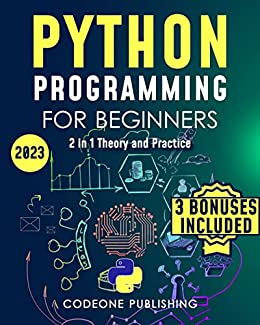 PYTHON
PROGRAMMING
FOR BEGINNERS
2 in 1 Theory and Practice
2023
3 BONUSES
INCLUDED
CODEONE PUBLISHING